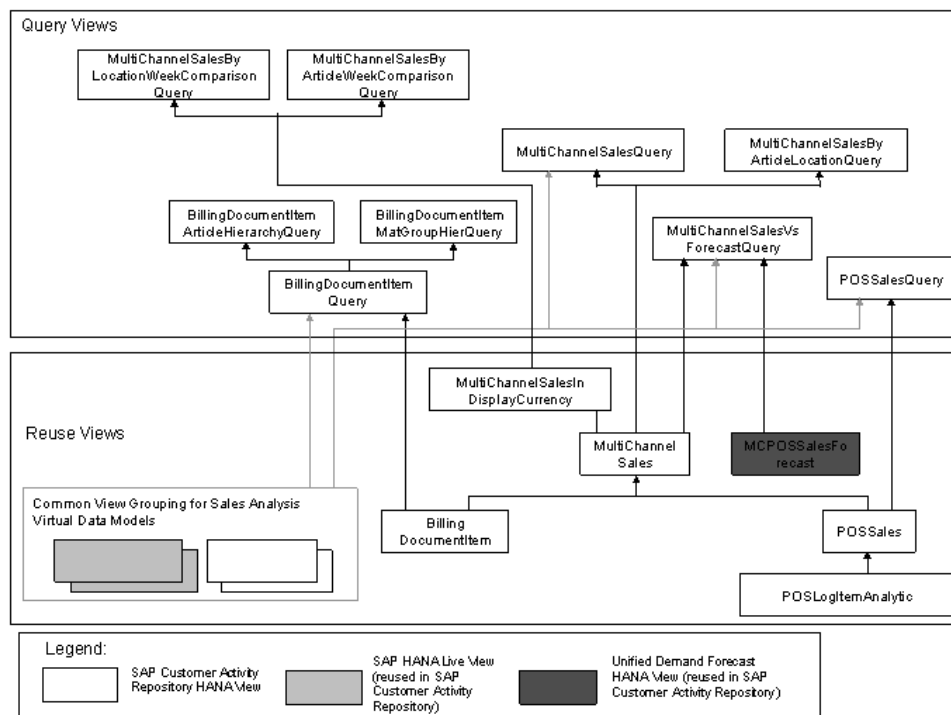 Query Views
MultiChannelSalesBy
LocationWeekComparison
Query
MultiChannelSalesBy
ArticleWeekComparison
Query
MultiChannelSalesQuery
MultiChannelSalesBy
ArticleLocationQuery
BillingDocumentItem
ArticleHierarchyQuery
BillingDocumentItem
MatGroupHierQuery
MultiChannelSalesVs
ForecastQuery
BillingDocumentItem
Query
POSSalesQuery
Reuse Views
MultiChannelSalesIn
DisplayCurrency
MultiChannel
Sales
MCPOSSalesFo
recast
Common View Grouping for Sales Analysis
Virtual Data Models
Billing
DocumentItem
POSSales
POSLogItemAnalytic
Legend:
SAP Customer Activity
Repository HANA View
SAP HANA Live View
(reused in SAP
Customer Activity
Repository)
Unified Demand Forecast
HANA View (reused in SAP
Customer Activity Repository)